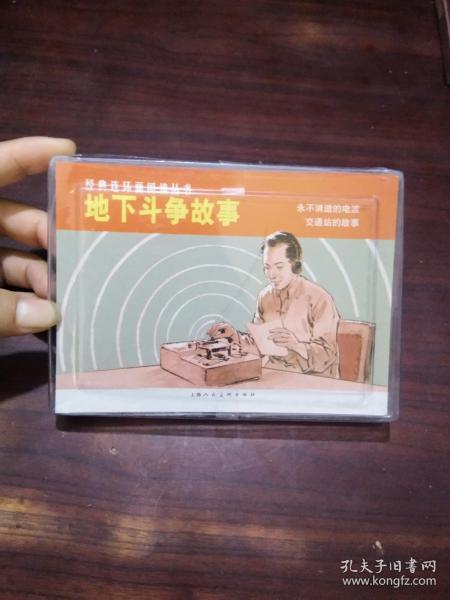 经典连环画阅读丛书
地下斗争故事
永不消逝的电波
交通站的故事
上海人民美术出版社
孔夫子旧书网
www.kongfz.com